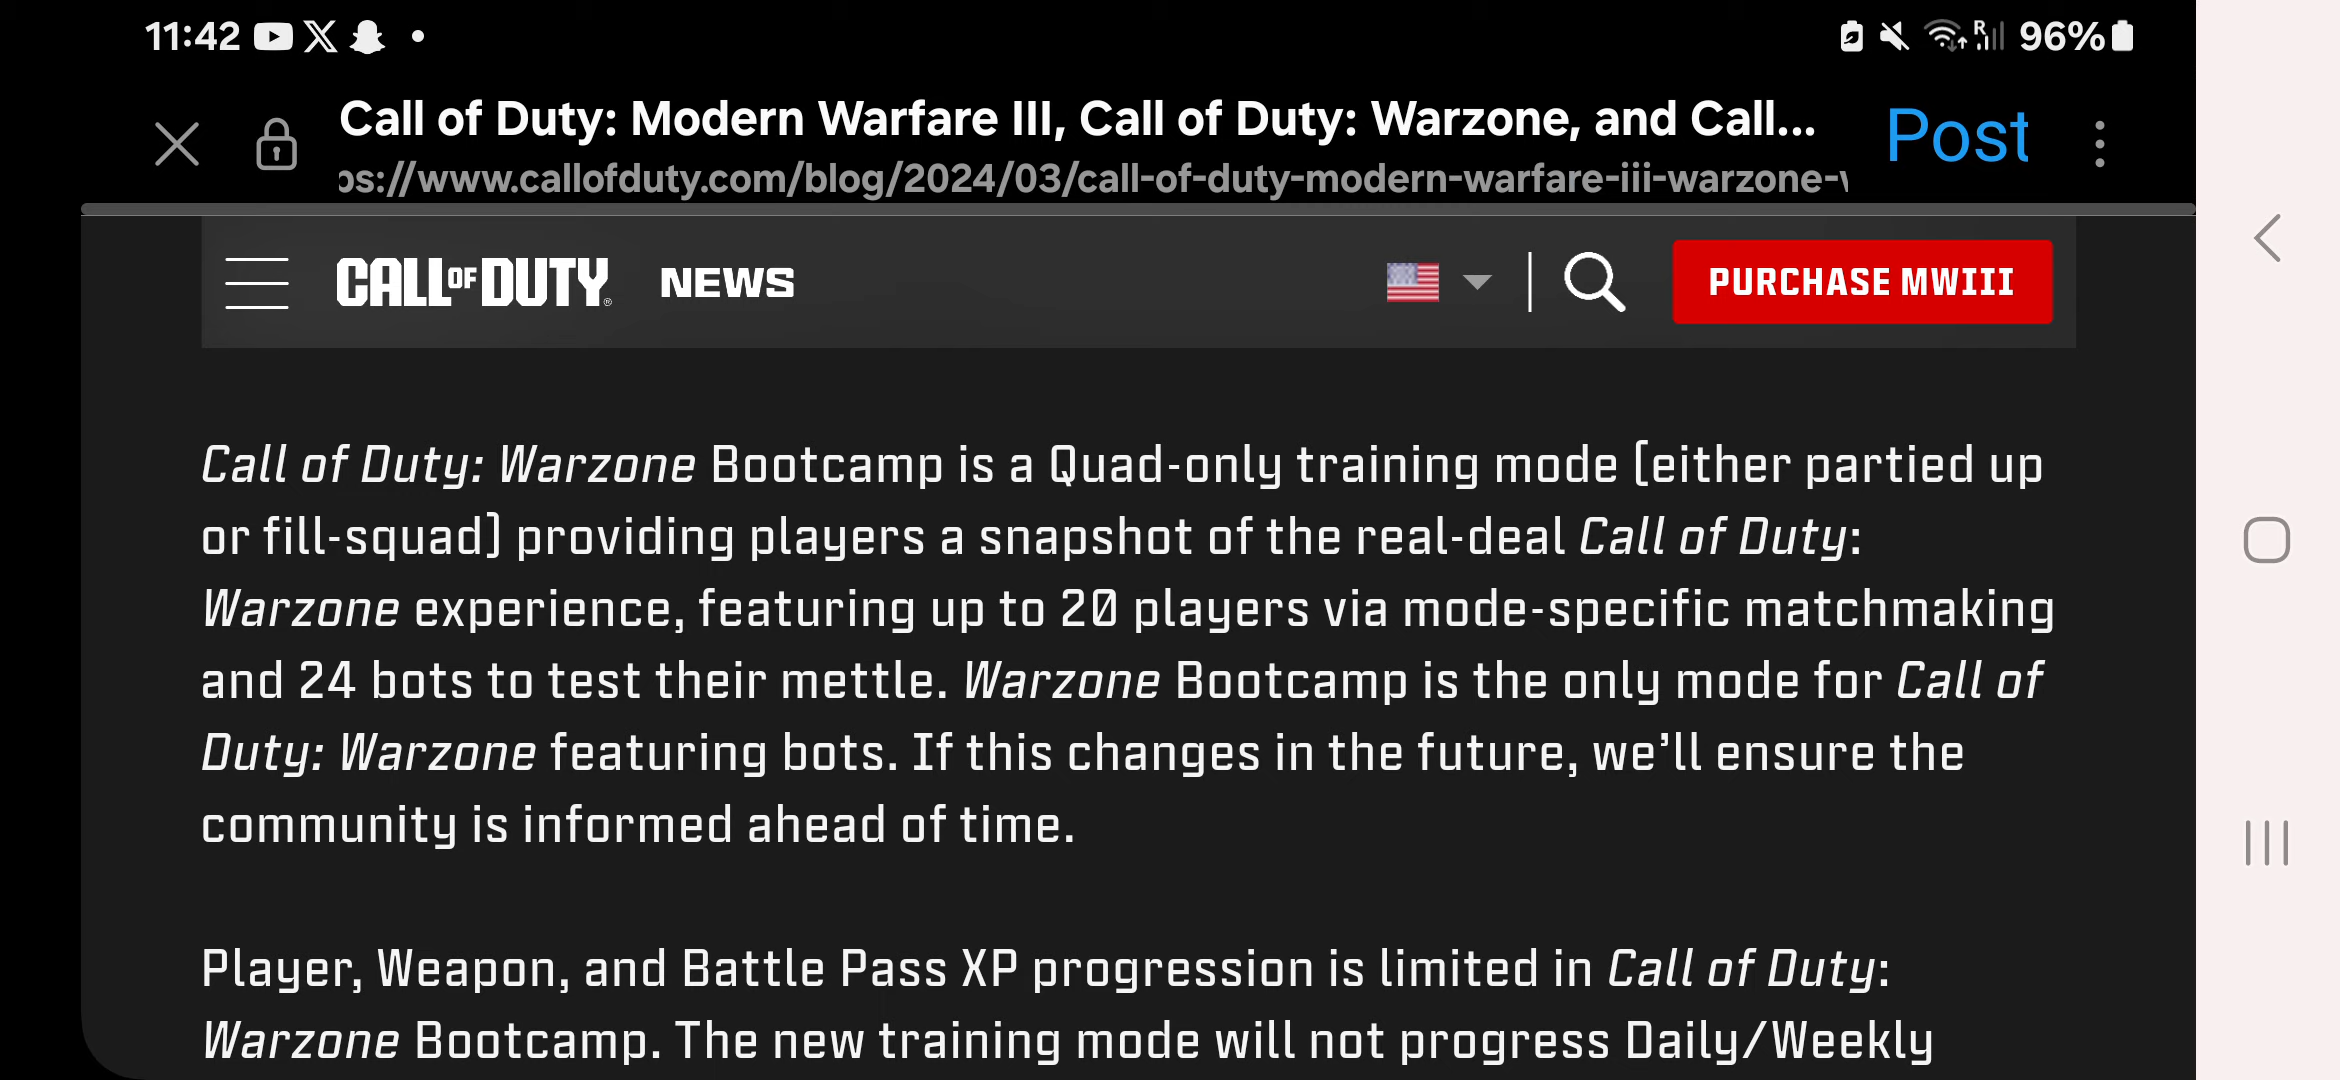 11:42
R 96%
Call of Duty: Modern Warfare III, Call of Duty: Warzone, and Call...
ps://www.callofduty.com/blog/2024/03/call-of-duty-modern-warfare-iii-warzone-
Post
CALL OF DUTY® NEWS
PURCHASE MWIII
Call of Duty: Warzone Bootcamp is a Quad-only training mode (either partied up
or fill-squad) providing players a snapshot of the real-deal Call of Duty:
Warzone experience, featuring up to 20 players via mode-specific matchmaking
and 24 bots to test their mettle. Warzone Bootcamp is the only mode for Call of
Duty: Warzone featuring bots. If this changes in the future, we’ll ensure the
community is informed ahead of time.
Player, Weapon, and Battle Pass XP progression is limited in Call of Duty:
Warzone Bootcamp. The new training mode will not progress Daily/Weekly